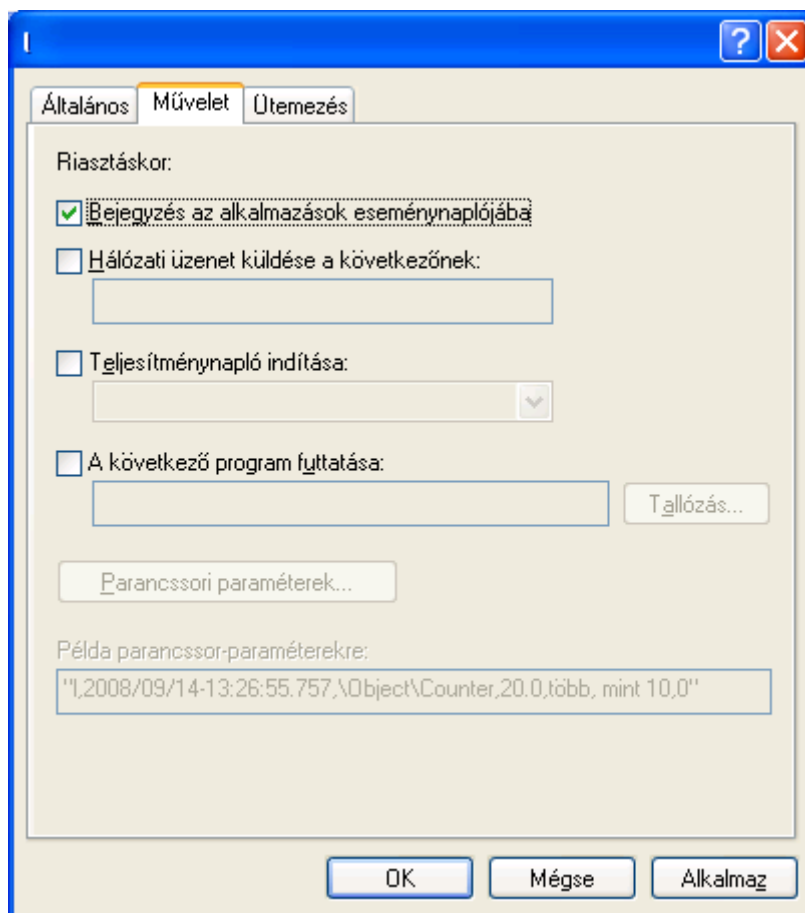 l
Általános Művelet Ütemezés
Riasztáskor:
Bejegyzés az alkalmazások eseménynaplójába
Hálózati üzenet küldése a következőnek:
Teljesítménynapló indítása:
A következő program futtatása:
Tallózás...
Parancssori paraméterek...
Példa parancssor-paraméterekre:
"l,2008/09/14-13:26:55.757,\Object\Counter,20.0,több, mint 10,0"
OK Mégse Alkalmaz